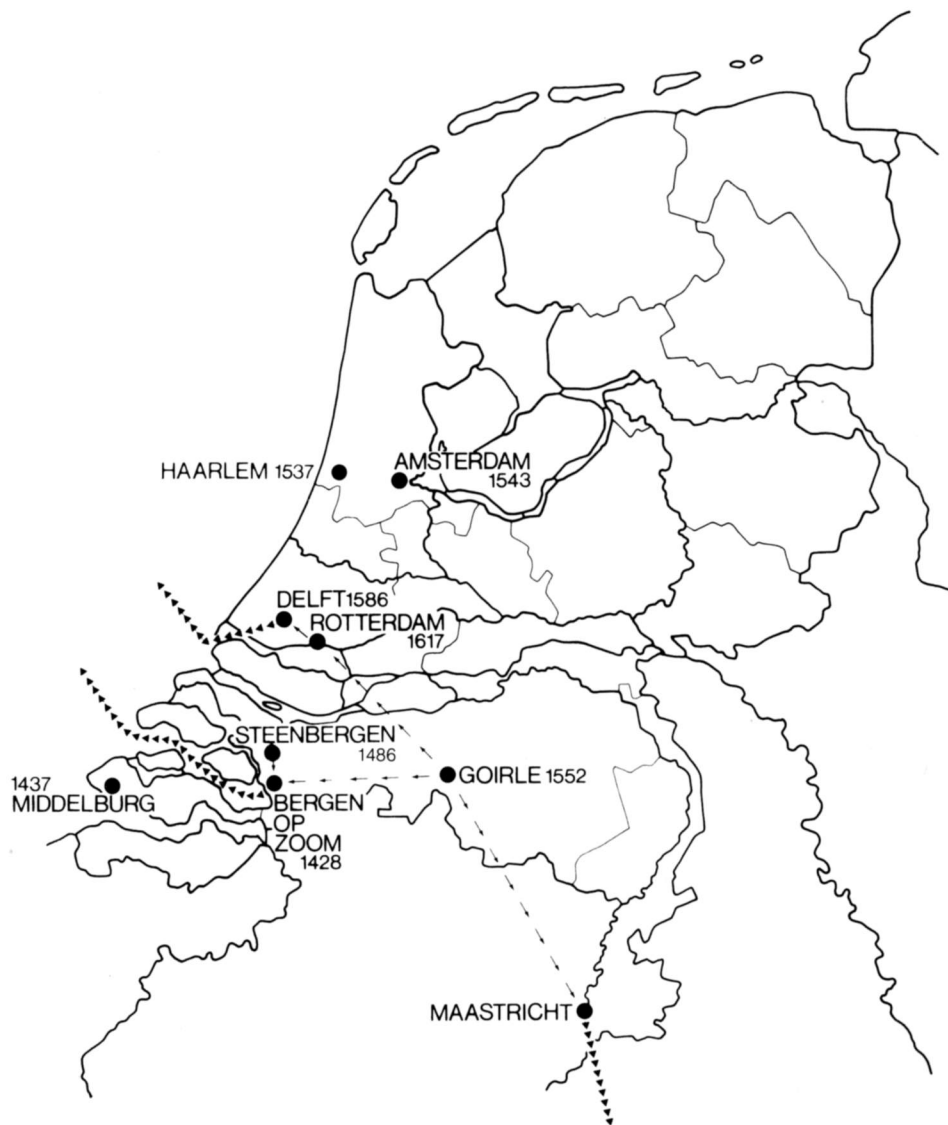 HAARLEM 1537
AMSTERDAM
1543
DELFT 1586
ROTTERDAM
1617
STEENBERGEN
1486
GOIRLE 1552
1437
MIDDELBURG
BERGEN
OP
ZOOM
1428
MAASTRICHT